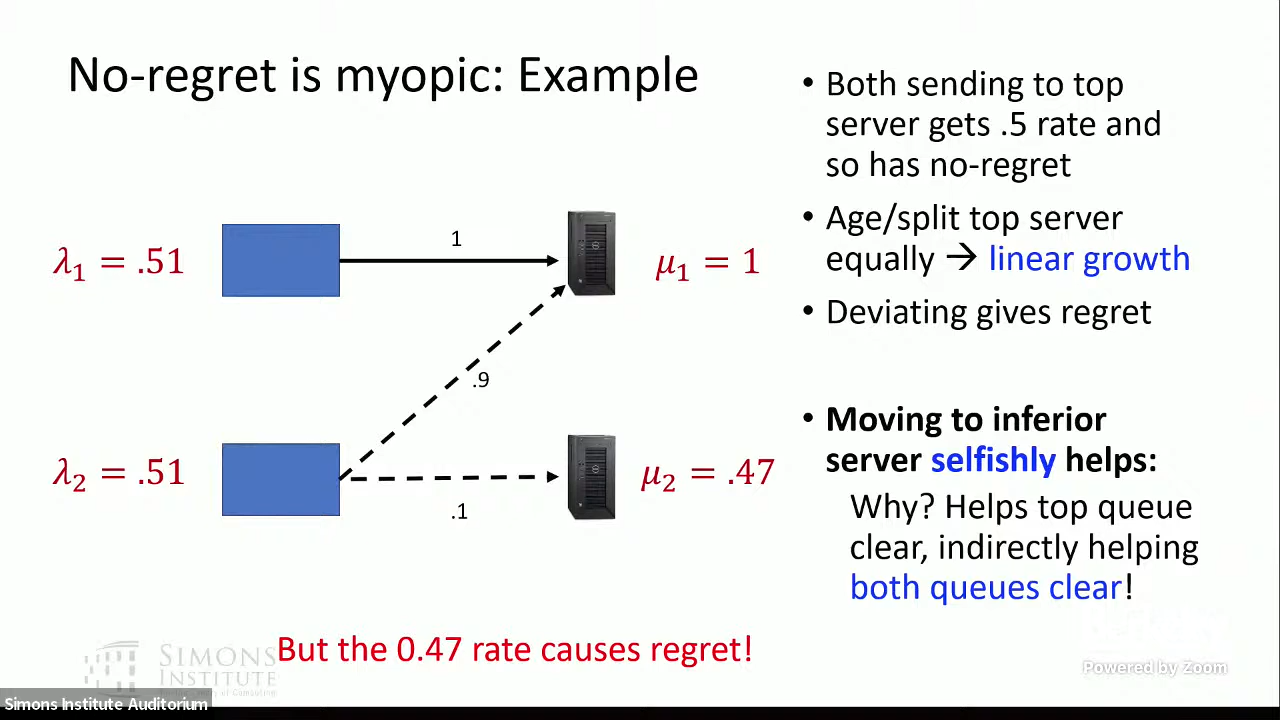 No-regret is myopic: Example
λ₁ = .51
1
μ₁ = 1
.9
λ₂ = .51
μ₂ = .47
.1
• Both sending to top
server gets .5 rate and
so has no-regret
• Age/split top server
equally → linear growth
• Deviating gives regret
• Moving to inferior
server selfishly helps:
Why? Helps top queue
clear, indirectly helping
both queues clear!
But the 0.47 rate causes regret!
SIMONS
INSTITUTE
Powered by Zoom
Simons Institute Auditorium